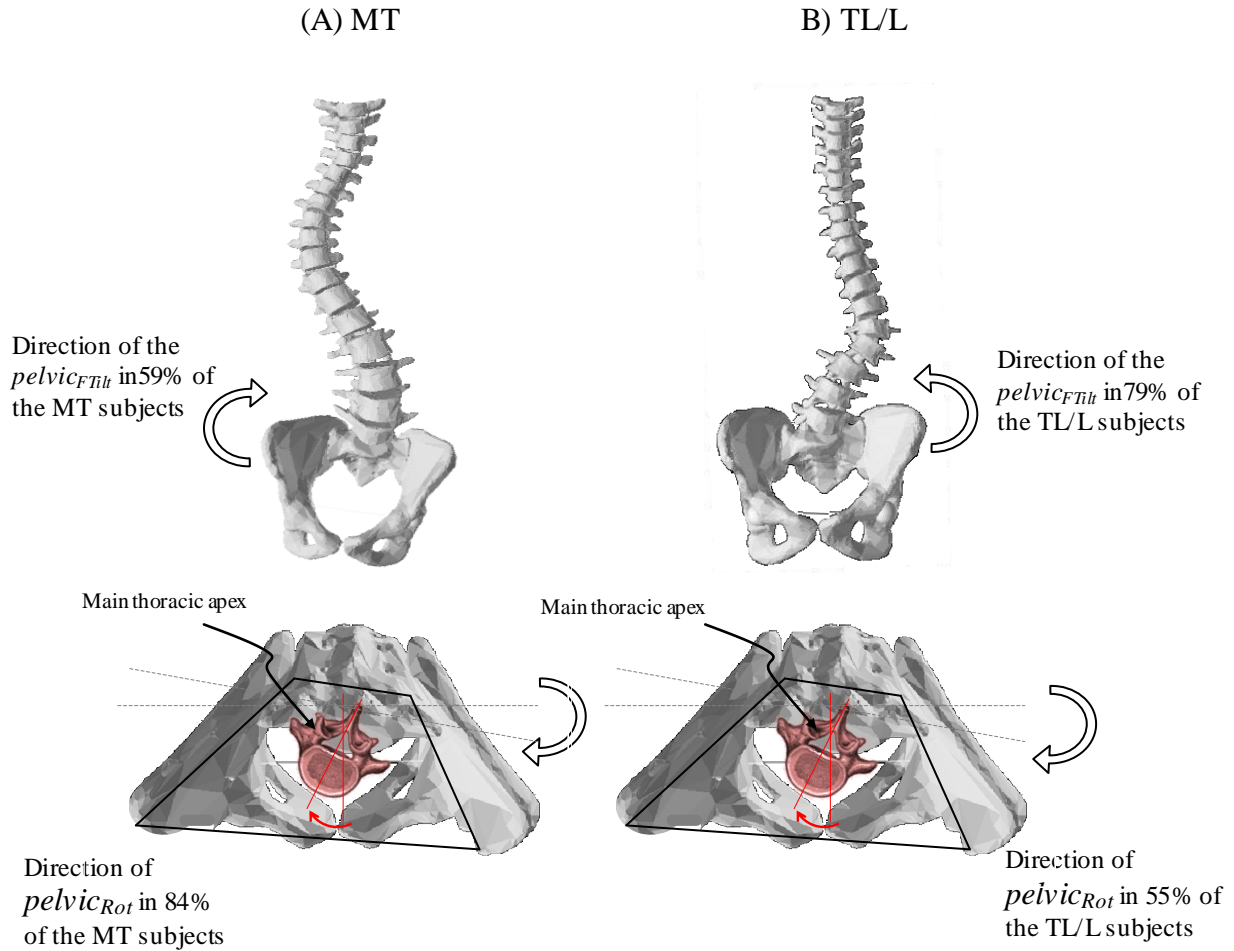 (A) MT
B) TL/L
Direction of the
pelvicFTilt in59% of
the MT subjects
Direction of the
pelvicFTilt in79% of
the TL/L subjects
Main thoracic apex
Main thoracic apex
Direction of
pelvicRot in 84%
of the MT subjects
Direction of
pelvicRot in 55% of
the TL/L subjects